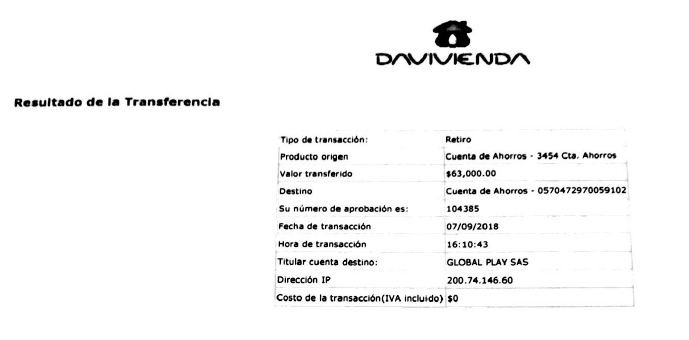 DAVIVIENDA
Resultado de la Transferencia
Tipo de transacción: Retiro
Producto origen Cuenta de Ahorros - 3454 Cta. Ahorros
Valor transferido $63,000.00
Destino Cuenta de Ahorros - 0570472970059102
Su número de aprobación es: 104385
Fecha de transacción 07/09/2018
Hora de transacción 16:10:43
Titular cuenta destino: GLOBAL PLAY SAS
Dirección IP 200.74.146.60
Costo de la transacción(IVA incluido) $0